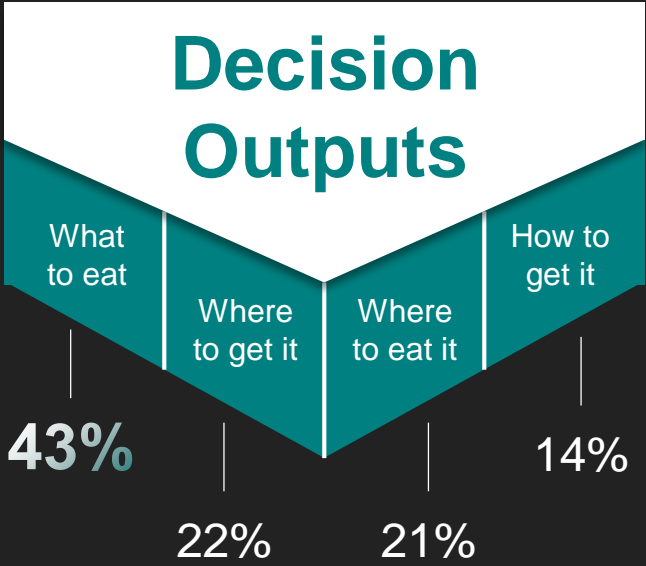 Decision
Outputs
What
to eat
Where
to get it
Where
to eat it
How to
get it
43%
22%
21%
14%